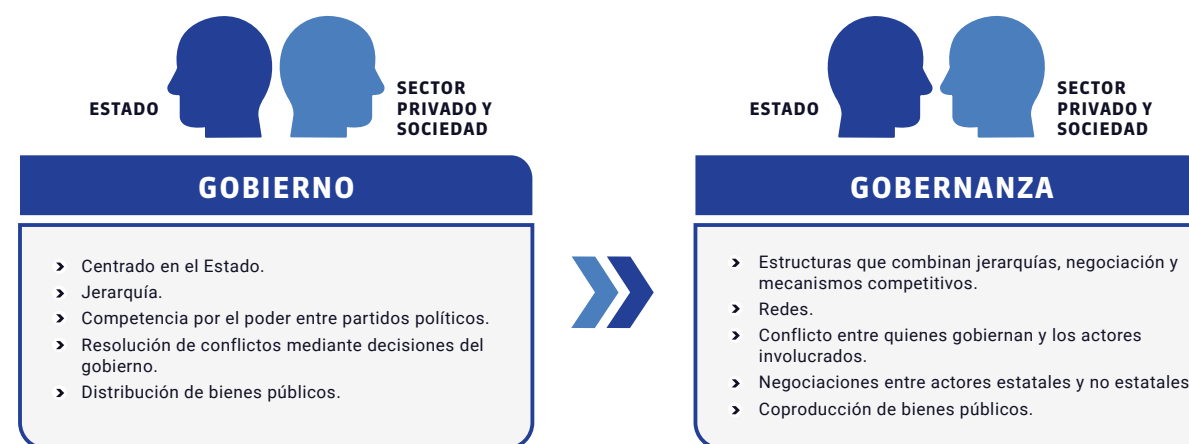 ESTADO
SECTOR
PRIVADO Y
SOCIEDAD
GOBIERNO
› Centrado en el Estado.
› Jerarquía.
› Competencia por el poder entre partidos políticos.
› Resolución de conflictos mediante decisiones del
gobierno.
› Distribución de bienes públicos.
ESTADO
SECTOR
PRIVADO Y
SOCIEDAD
GOBERNANZA
› Estructuras que combinan jerarquías, negociación y
mecanismos competitivos.
› Redes.
› Conflicto entre quienes gobiernan y los actores
involucrados.
› Negociaciones entre actores estatales y no estatales
› Coproducción de bienes públicos.